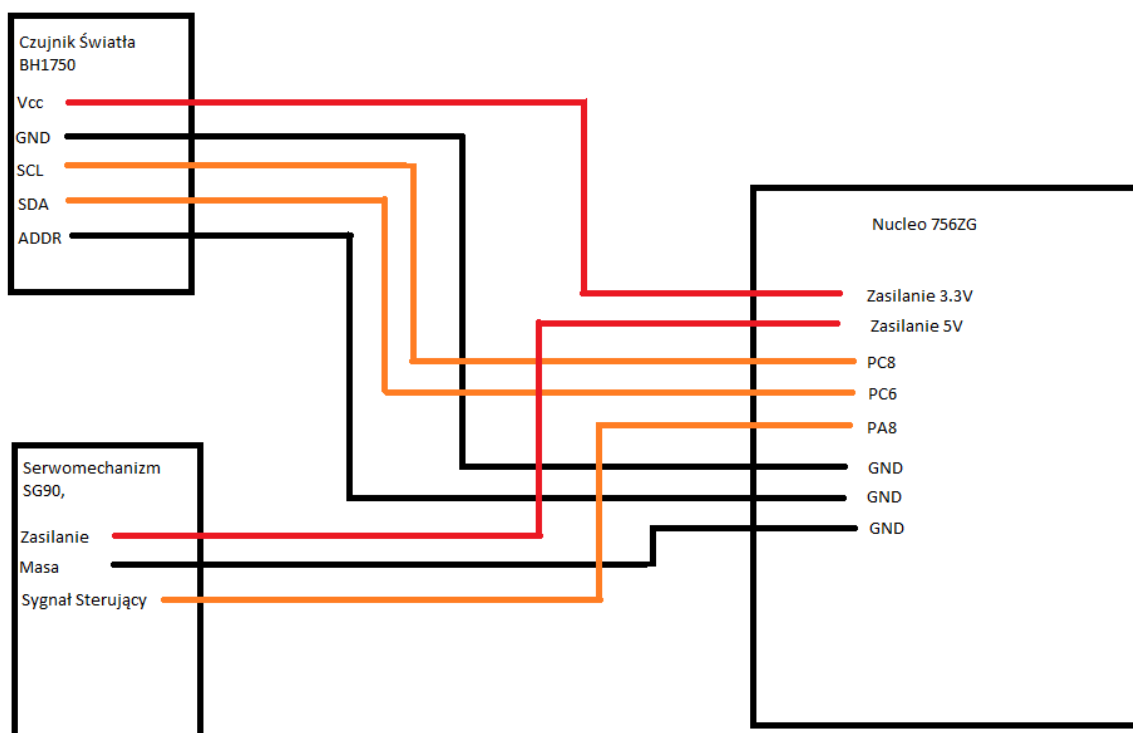 Czujnik Światła
BH1750
Vcc
GND
SCL
SDA
ADDR
Nucleo 756ZG
Zasilanie 3.3V
Zasilanie 5V
PC8
PC6
PA8
GND
GND
GND
Serwomechanizm
SG90,
Zasilanie
Masa
Sygnał Sterujący